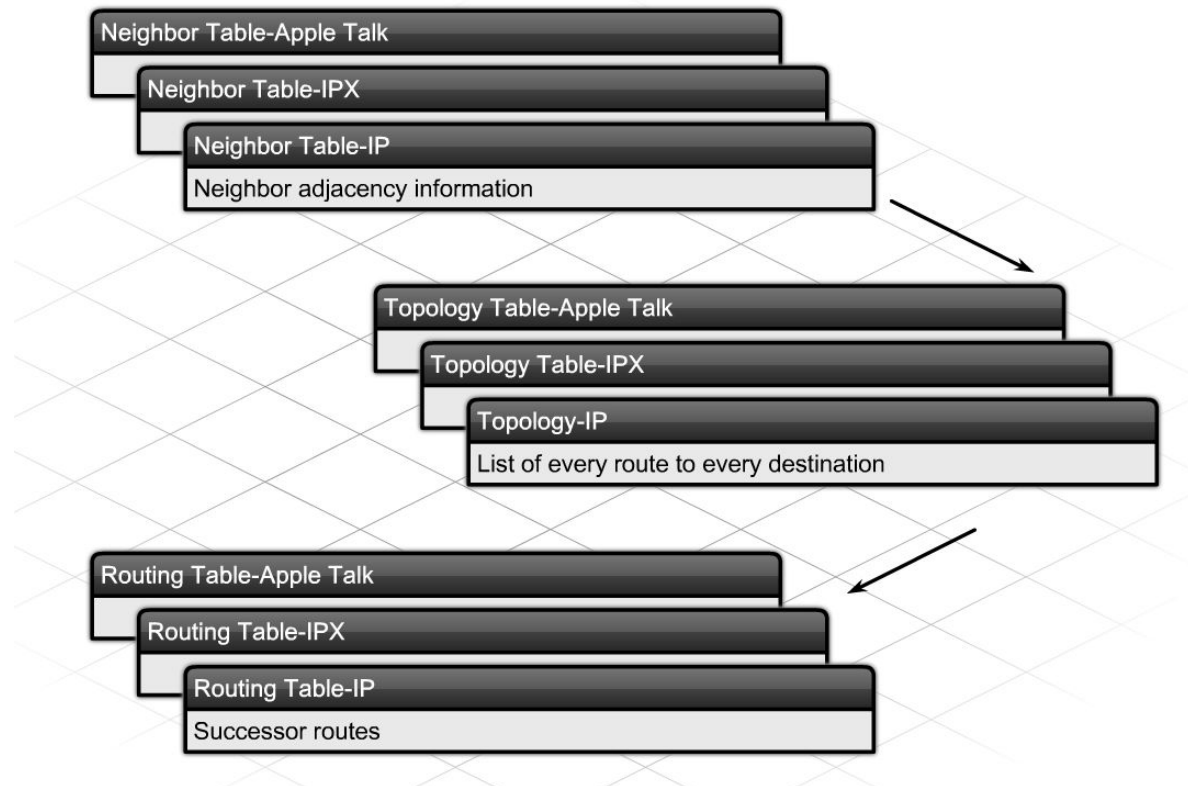 Neighbor Table-Apple Talk
Neighbor Table-IPX
Neighbor Table-IP
Neighbor adjacency information
Topology Table-Apple Talk
Topology Table-IPX
Topology-IP
List of every route to every destination
Routing Table-Apple Talk
Routing Table-IPX
Routing Table-IP
Successor routes